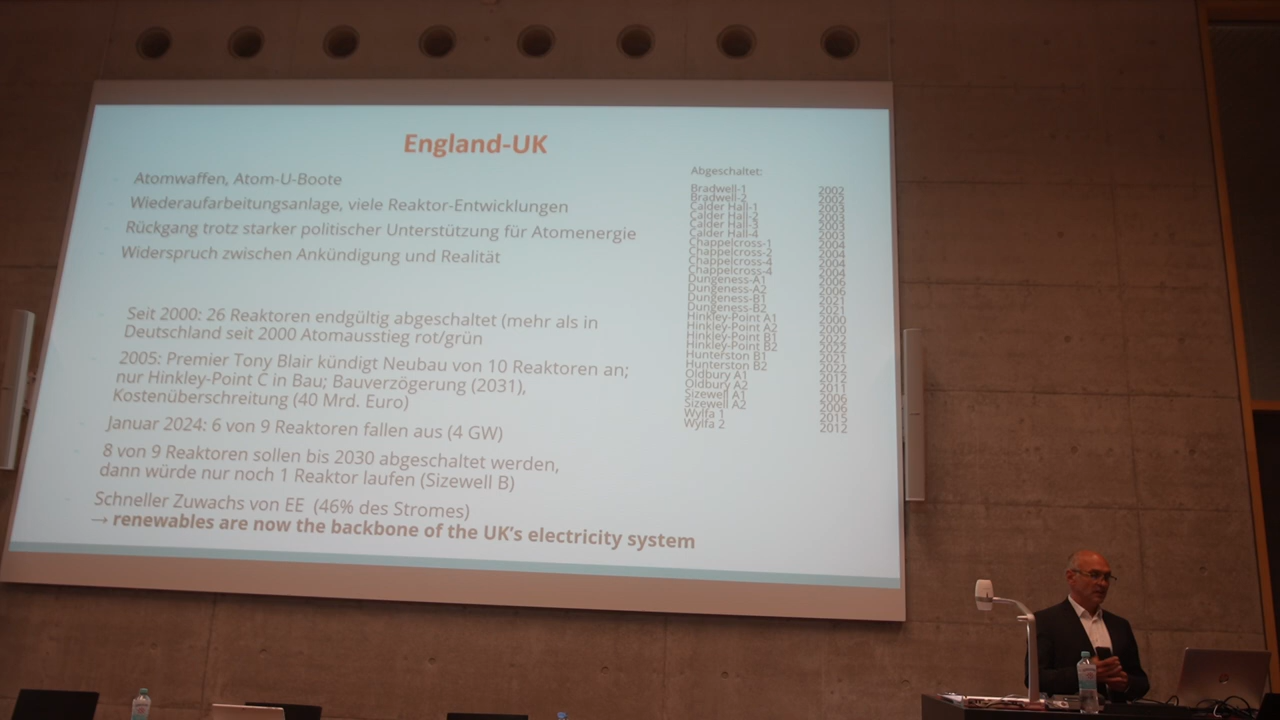 England-UK
Atomwaffen, Atom-U-Boote
Wiederaufarbeitungsanlage, viele Reaktor-Entwicklungen
Rückgang trotz starker politischer Unterstützung für Atomenergie
Widerspruch zwischen Ankündigung und Realität
Seit 2000: 26 Reaktoren endgültig abgeschaltet (mehr als in
Deutschland seit 2000 Atomausstieg rot/grün
2005: Premier Tony Blair kündigt Neubau von 10 Reaktoren an;
nur Hinkley-Point C in Bau; Bauverzögerung (2031),
Kostenüberschreitung (40 Mrd. Euro)
Januar 2024: 6 von 9 Reaktoren fallen aus (4 GW)
8 von 9 Reaktoren sollen bis 2030 abgeschaltet werden,
dann würde nur noch 1 Reaktor laufen (Sizewell B)
Schneller Zuwachs von EE (46% des Stromes)
→ renewables are now the backbone of the UK's electricity system
Abgeschaltet:
Bradwell-1 2002
Bradwell-2 2002
Calder Hall-1 2003
Calder Hall-2 2003
Calder Hall-3 2003
Calder Hall-4 2003
Chappelcross-1 2004
Chappelcross-2 2004
Chappelcross-4 2004
Chappelcross-4 2004
Dungeness-A1 2006
Dungeness-A2 2006
Dungeness-B1 2021
Dungeness-B2 2021
Hinkley-Point A1 2000
Hinkley-Point A2 2000
Hinkley-Point B1 2022
Hinkley-Point B2 2022
Hunterston B1 2021
Hunterston B2 2022
Oldbury A1 2012
Oldbury A2 2011
Sizewell A1 2006
Sizewell A2 2006
Wylfa 1 2015
Wylfa 2 2012